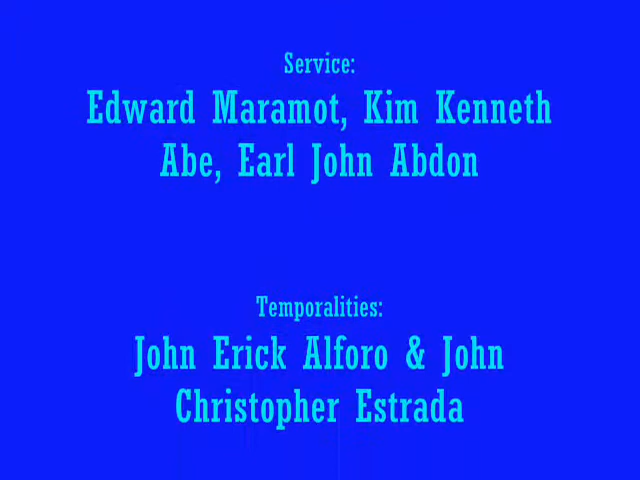 Service:
Edward Maramot, Kim Kenneth
Abe, Earl John Abdon
Temporalities:
John Erick Alforo & John
Christopher Estrada